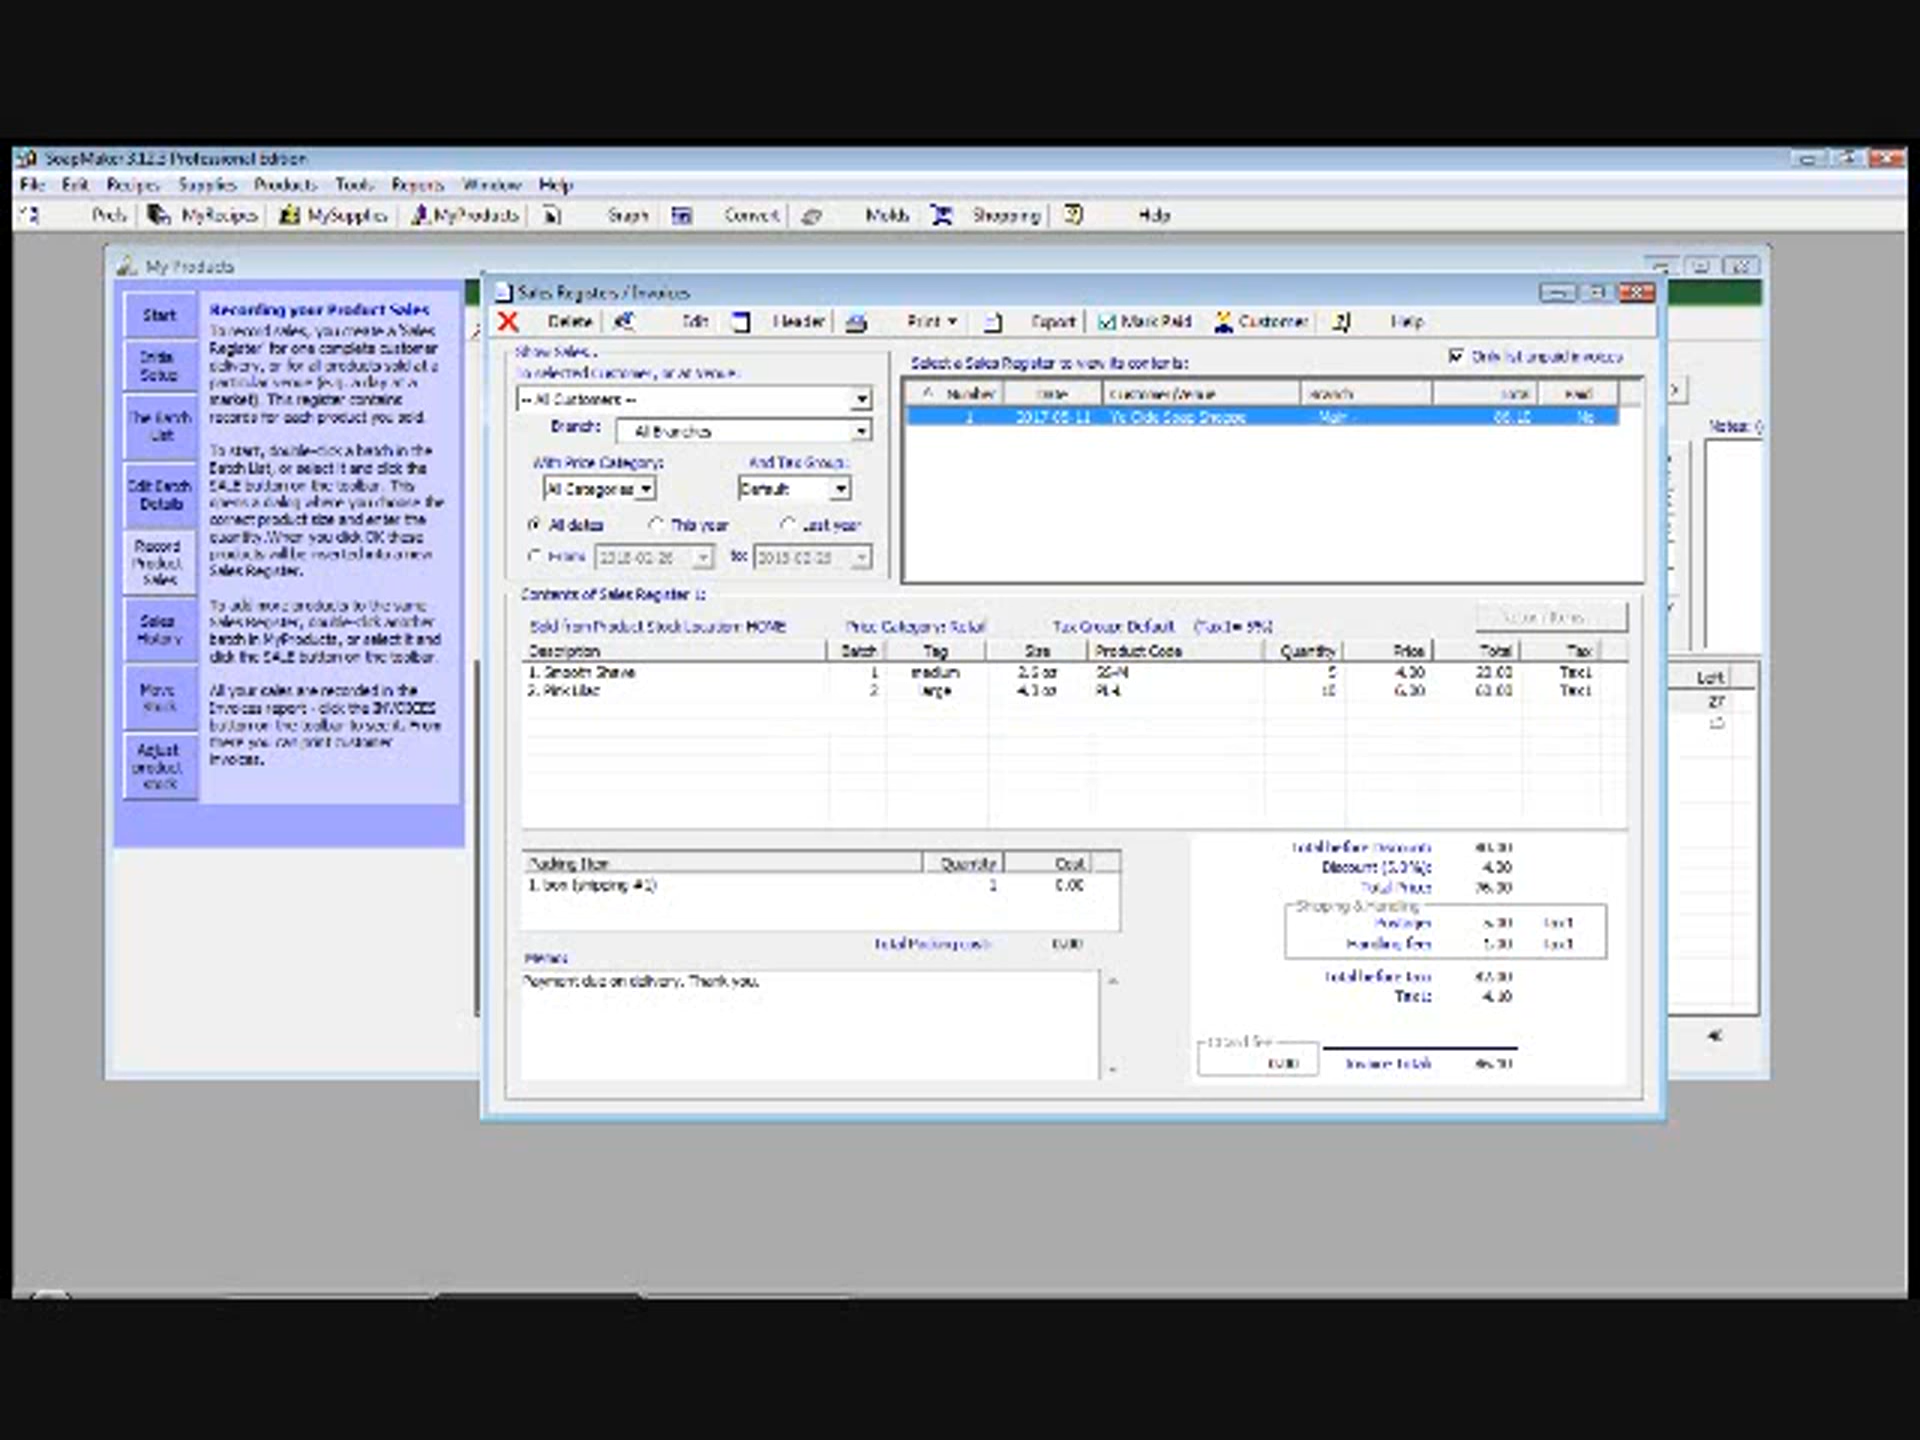 SoapMaker 3.12.3 Professional Edition
File Edit Recipes Supplies Products Tools Reports Window Help
Prefs MyRecipes MySupplies MyProducts Graph Convert Molds Shopping Help
My Products
Start
Initial Setup
The Batch List
Edit Batch Details
Record Product Sales
Sales History
Move stock
Adjust product stock
Recording your Product Sales
To record sales, you create a 'Sales
Register' for one complete customer
delivery, or for all products sold at a
particular venue (e.g. a day at a
market). This register contains
records for each product you sold.
To start, double-click a batch in the
Batch List, or select it and click the
SALE button on the toolbar. This
opens a dialog where you choose the
correct product size and enter the
quantity. When you click OK these
products will be inserted into a new
Sales Register.
To add more products to the same
Sales Register, double-click another
batch in MyProducts, or select it and
click the SALE button on the toolbar.
All your sales are recorded in the
Invoices report - click the INVOICES
button on the toolbar to see it. From
there you can print customer
invoices.
Sales Registers / Invoices
Delete Edit Header Print Export Mark Paid Customer Help
Show Sales..
To selected Customer, or at Venue:
-- All Customers --
Branch: All Branches
With Price Category: And Tax Group:
All Categories Default
All dates This year Last year
From: to:
Select a Sales Register to view its contents:
Only list unpaid invoices
Number Date Customer/Venue Branch Total Paid
1 2017-05-11 Ye Olde Soap Shoppe - Main - 86.10 No
Notes:
Contents of Sales Register 1:
Sold from Product Stock Location: HOME Price Category: Retail Tax Group: Default (Tax1= 5%)
Description Batch Tag Size Product Code Quantity Price Total Tax
1. Smooth Shave 1 medium 2.5 oz SS-M 5 4.00 20.00 Tax1
2. Pink Lilac 2 large PL-L 10 6.00 60.00 Tax1
Left
27
Packing Item Quantity Cost
1. box (shipping #1) 1 0.00
Total Packing cost: 0.00
Memo:
Payment due on delivery. Thank you.
Total before Discount: 80.00
Discount (5.0%): 4.00
Total Price: 76.00
Shipping & Handling
Postage: Tax1
Handling fee: Tax1
Total before tax: 82.00
Tax1: 4.10
0.00
Invoice Total: 86.10